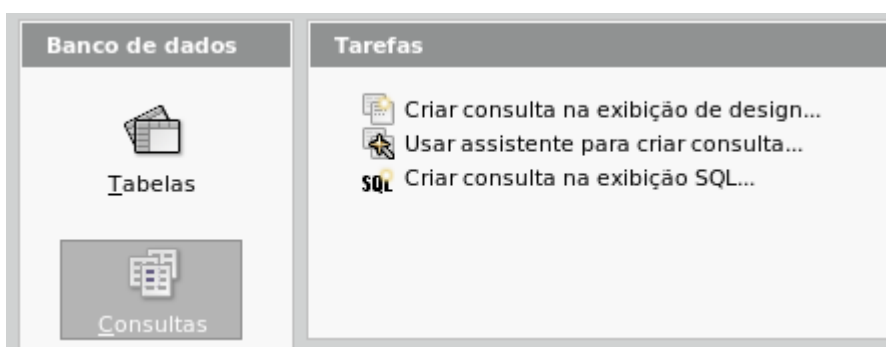 Banco de dados
Tarefas
Criar consulta na exibição de design...
Usar assistente para criar consulta...
SQL Criar consulta na exibição SQL...
Tabelas
Consultas